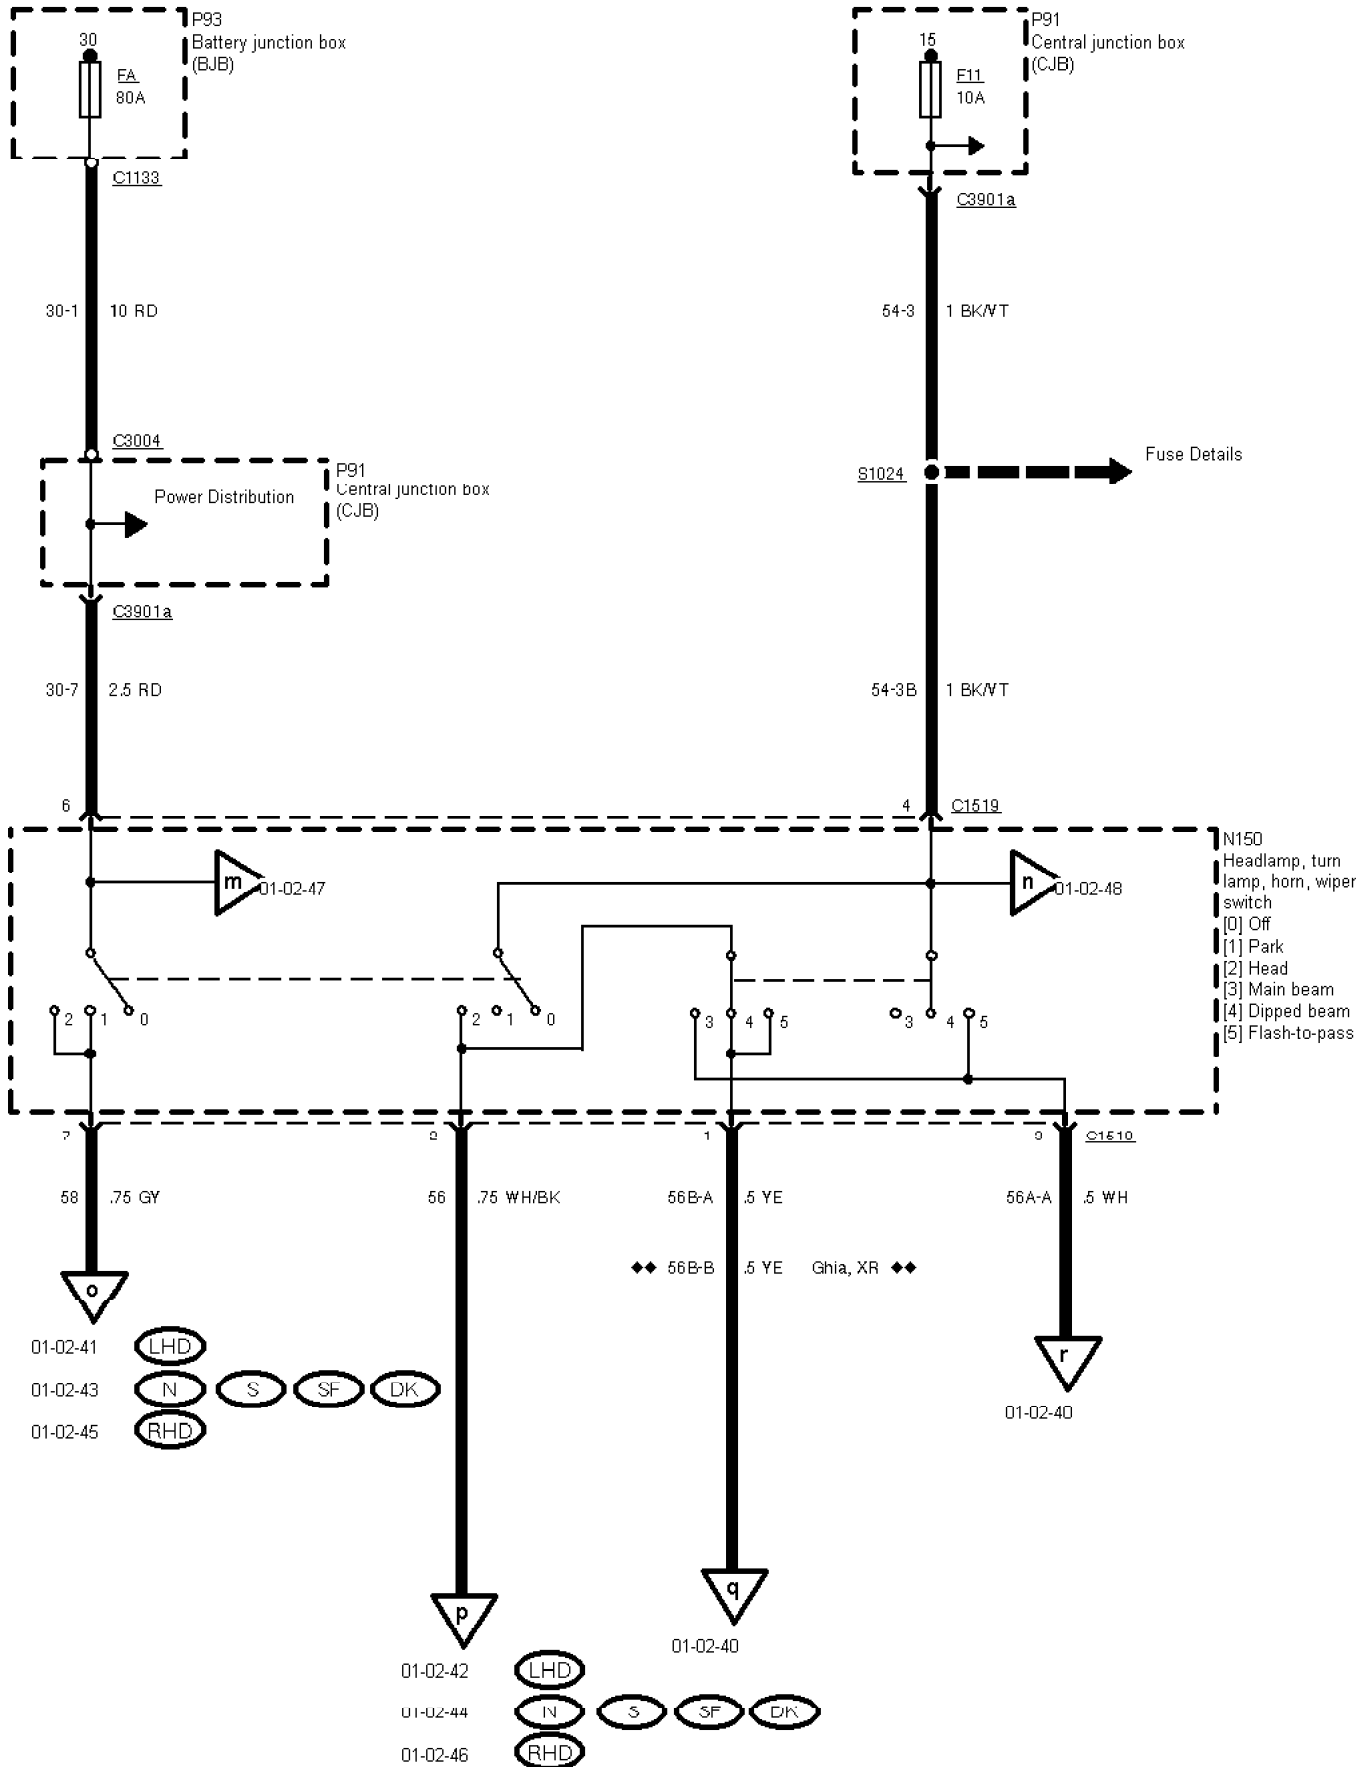 P93
Battery junction box
(BJB)
30
FA
80A
C1133
P91
Central junction box
(CJB)
15
F11
10A
C3901a
30-1 10 RD
54-3 1 BK/VT
C3004
P91
Central junction box
(CJB)
Power Distribution
S1024
Fuse Details
C3901a
30-7 2.5 RD
54-3B 1 BK/VT
6
4 C1519
N150
Headlamp, turn
lamp, horn, wiper
switch
[0] Off
[1] Park
[2] Head
[3] Main beam
[4] Dipped beam
[5] Flash-to-pass
m 01-02-47
n 01-02-48
2 1 0
2 1 0
3 4 5
3 4 5
7
1
58 .75 GY
56 .75 WH/BK
56B-A .5 YE
56A-A .5 WH
56B-B .5 YE Ghia, XR
o
01-02-41 LHD
01-02-43 N S SF DK
01-02-45 RHD
r
01-02-40
q
01-02-40
p
01-02-42 LHD
01-02-44 N S SF DK
01-02-46 RHD